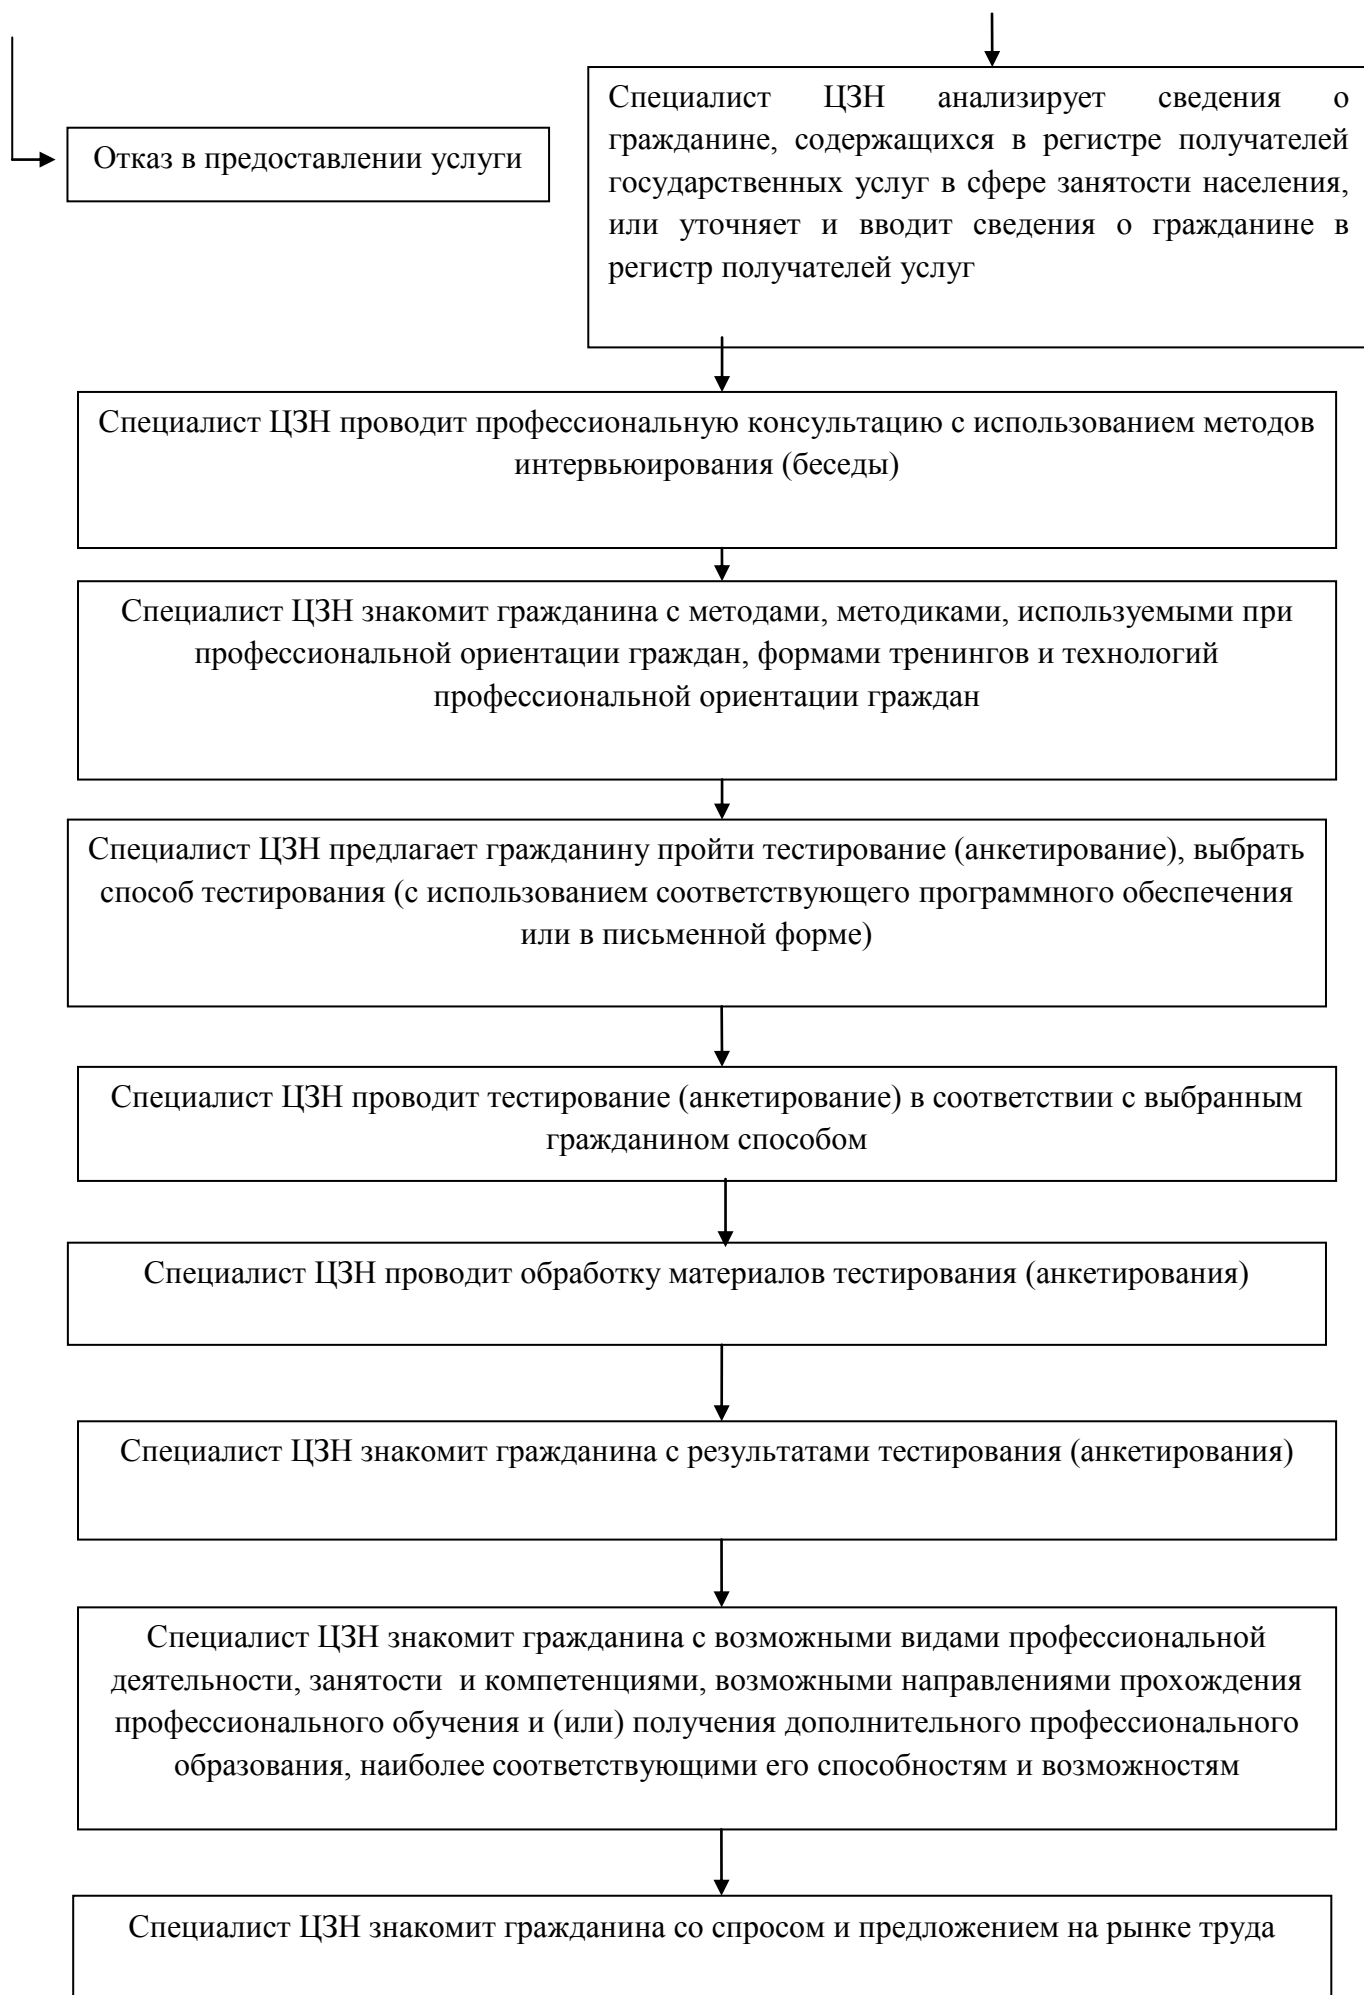 Отказ в предоставлении услуги
Специалист ЦЗН анализирует сведения о
гражданине, содержащихся в регистре получателей
государственных услуг в сфере занятости населения,
или уточняет и вводит сведения о гражданине в
регистр получателей услуг
Специалист ЦЗН проводит профессиональную консультацию с использованием методов
интервьюирования (беседы)
Специалист ЦЗН знакомит гражданина с методами, методиками, используемыми при
профессиональной ориентации граждан, формами тренингов и технологий
профессиональной ориентации граждан
Специалист ЦЗН предлагает гражданину пройти тестирование (анкетирование), выбрать
способ тестирования (с использованием соответствующего программного обеспечения
или в письменной форме)
Специалист ЦЗН проводит тестирование (анкетирование) в соответствии с выбранным
гражданином способом
Специалист ЦЗН проводит обработку материалов тестирования (анкетирования)
Специалист ЦЗН знакомит гражданина с результатами тестирования (анкетирования)
Специалист ЦЗН знакомит гражданина с возможными видами профессиональной
деятельности, занятости  и компетенциями, возможными направлениями прохождения
профессионального обучения и (или) получения дополнительного профессионального
образования, наиболее соответствующими его способностям и возможностям
Специалист ЦЗН знакомит гражданина со спросом и предложением на рынке труда